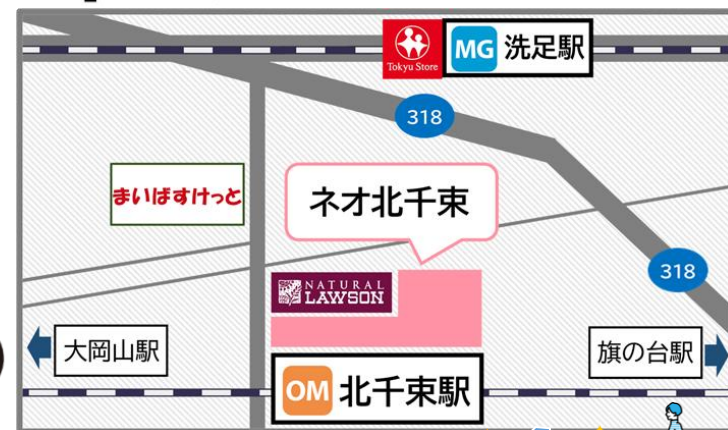 Tokyu Store
MG 洗足駅
318
まいばすけっと
ネオ北千束
318
NATURAL
LAWSON
大岡山駅
旗の台駅
OM 北千束駅